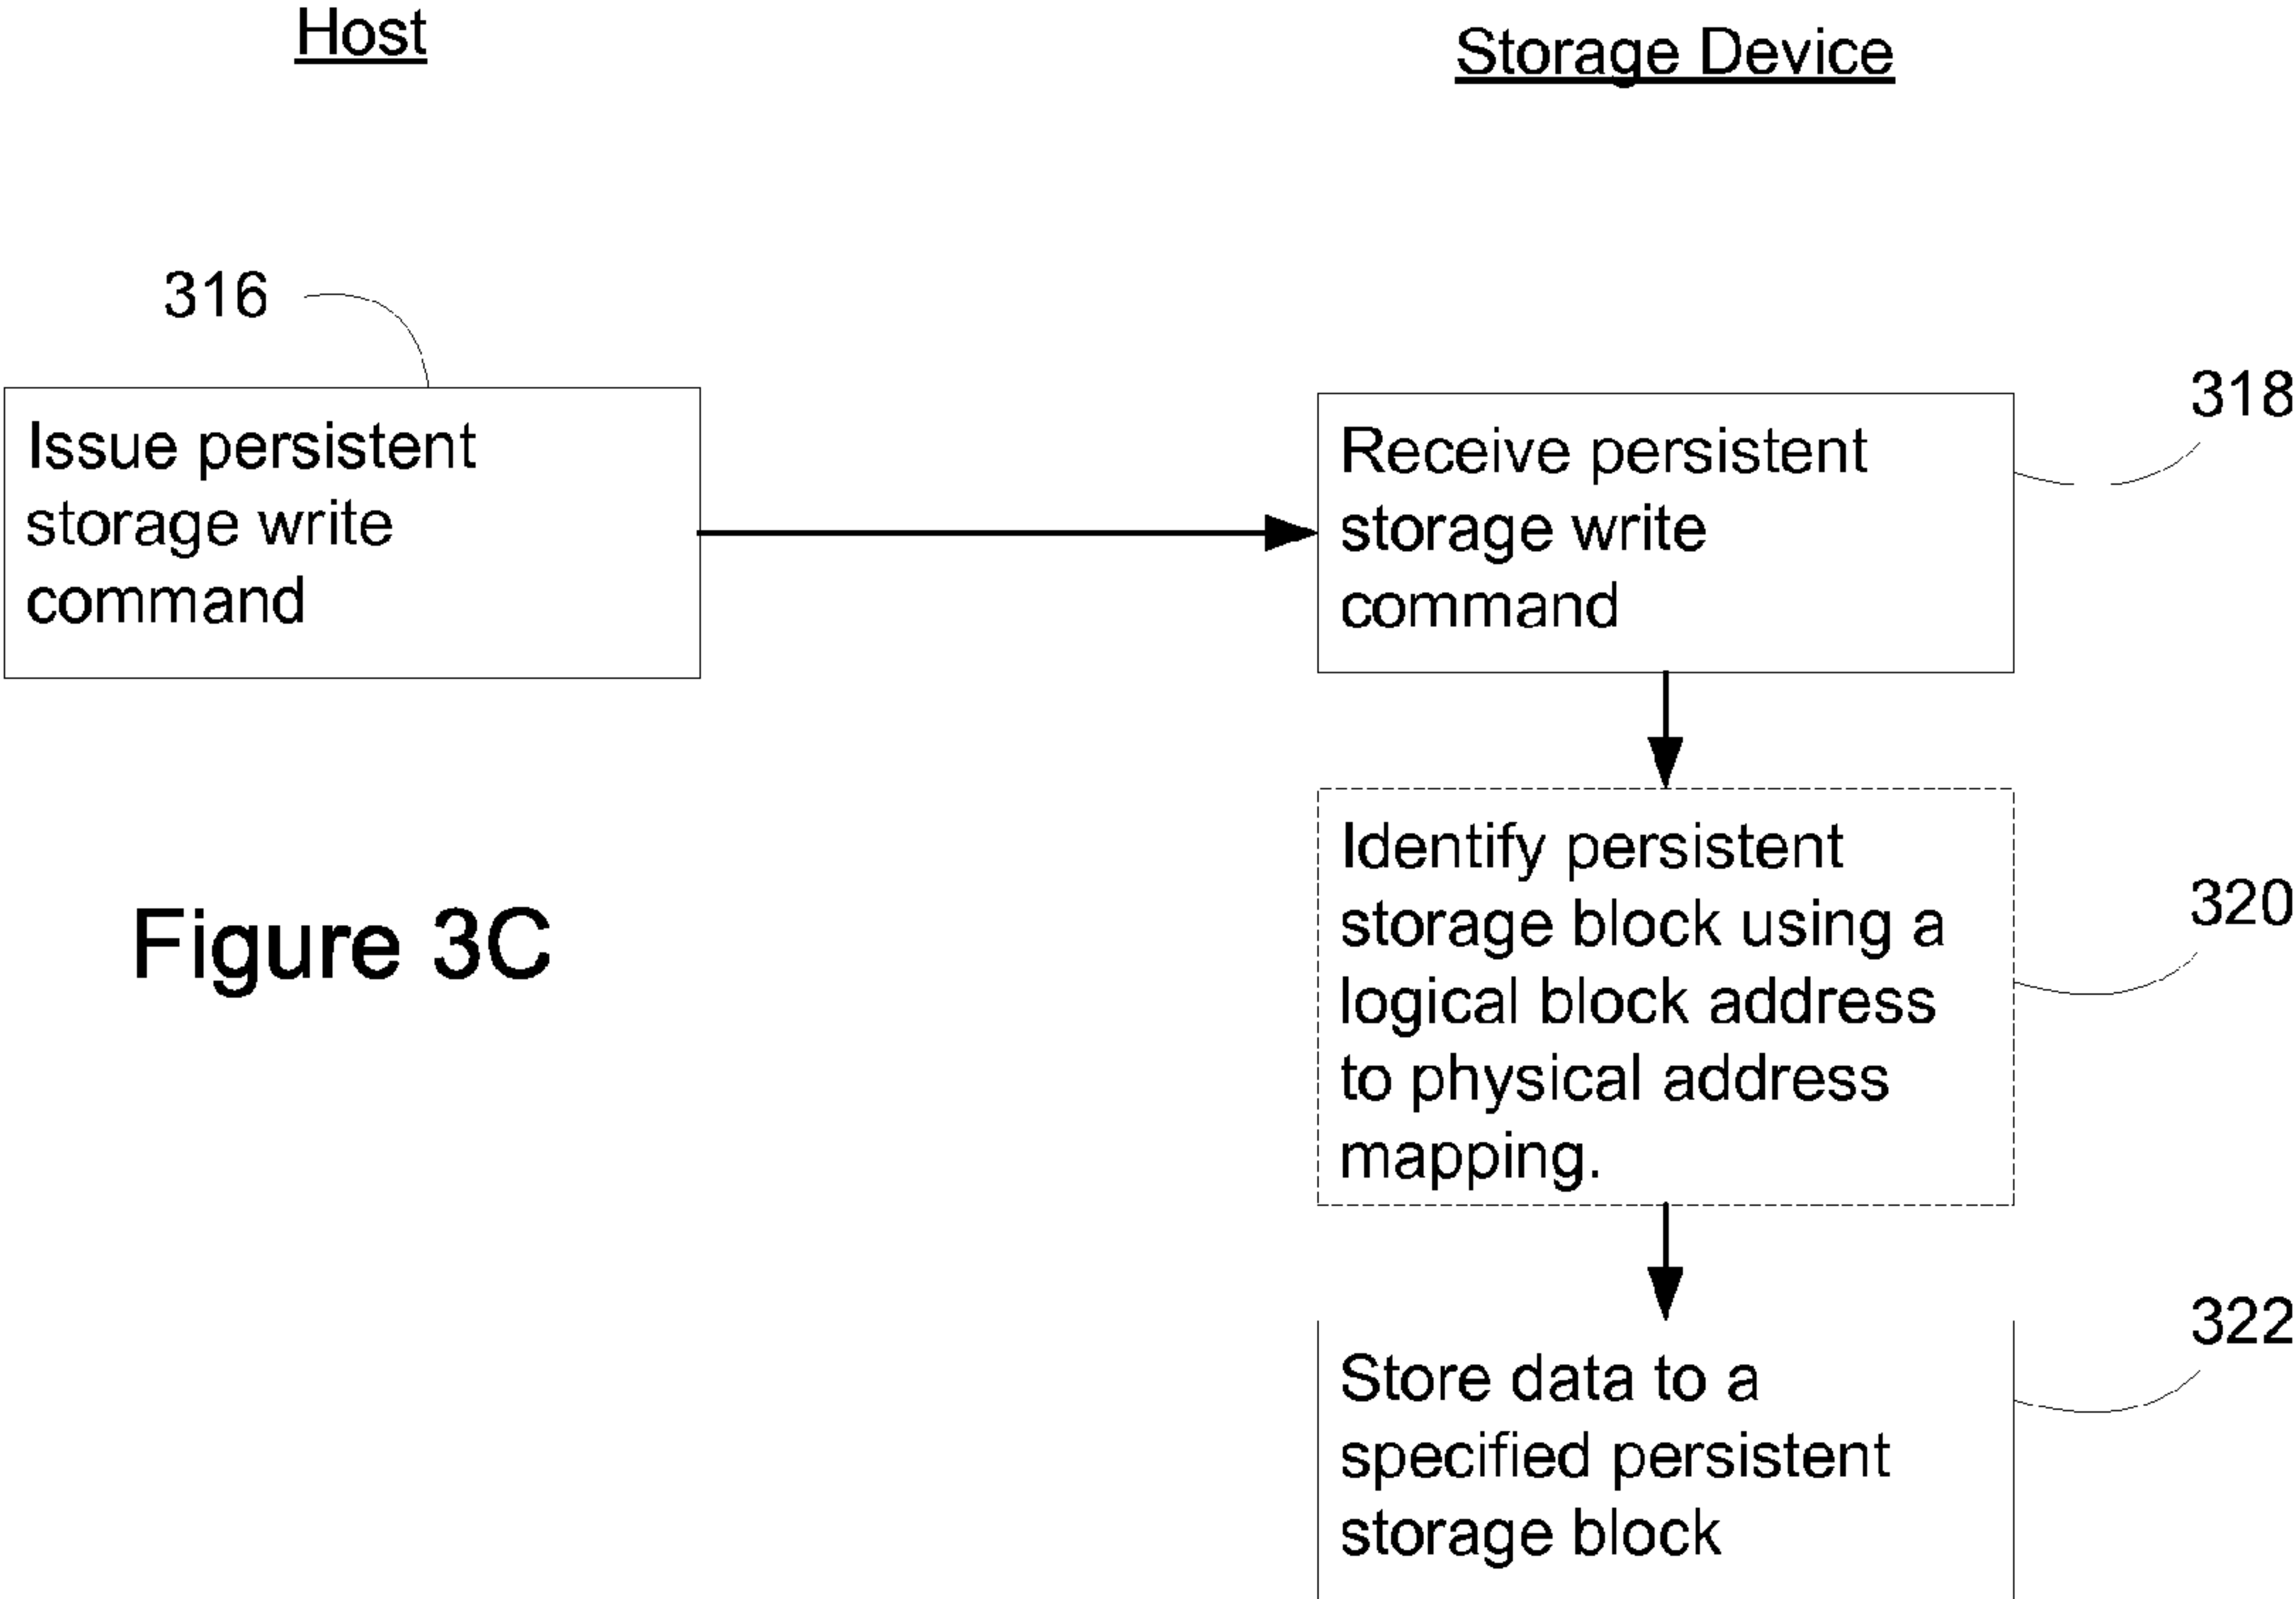 Host
Storage Device
316
Issue persistent
storage write
command
318
Receive persistent
storage write
command
320
Identify persistent
storage block using a
logical block address
to physical address
mapping.
Figure 3C
322
Store data to a
specified persistent
storage block